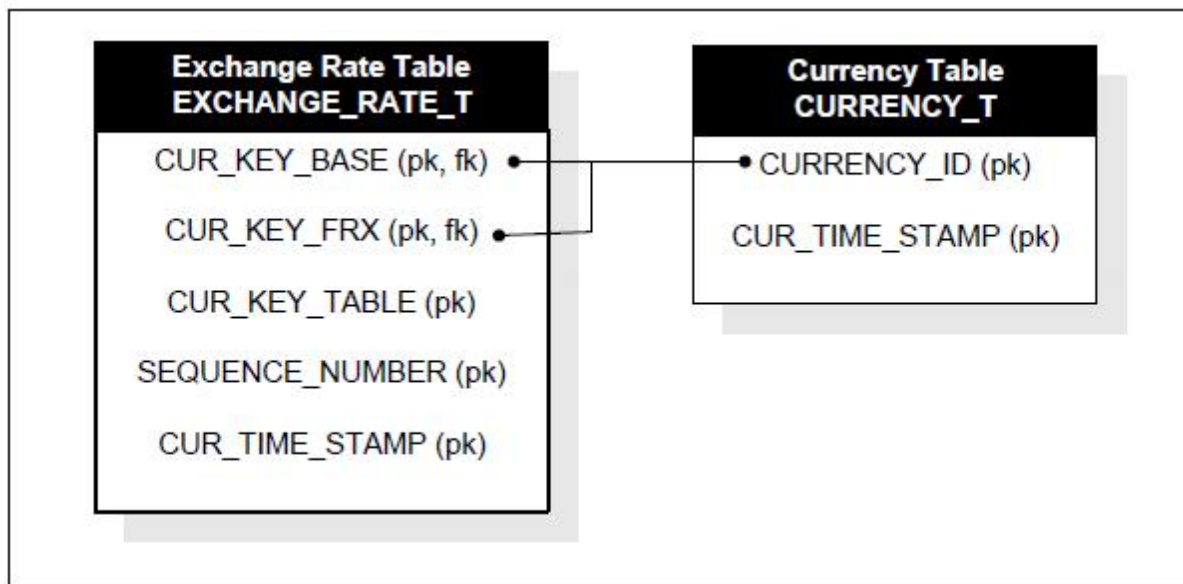 Exchange Rate Table
EXCHANGE_RATE_T
CUR_KEY_BASE (pk, fk)
CUR_KEY_FRX (pk, fk)
CUR_KEY_TABLE (pk)
SEQUENCE_NUMBER (pk)
CUR_TIME_STAMP (pk)
Currency Table
CURRENCY_T
CURRENCY_ID (pk)
CUR_TIME_STAMP (pk)